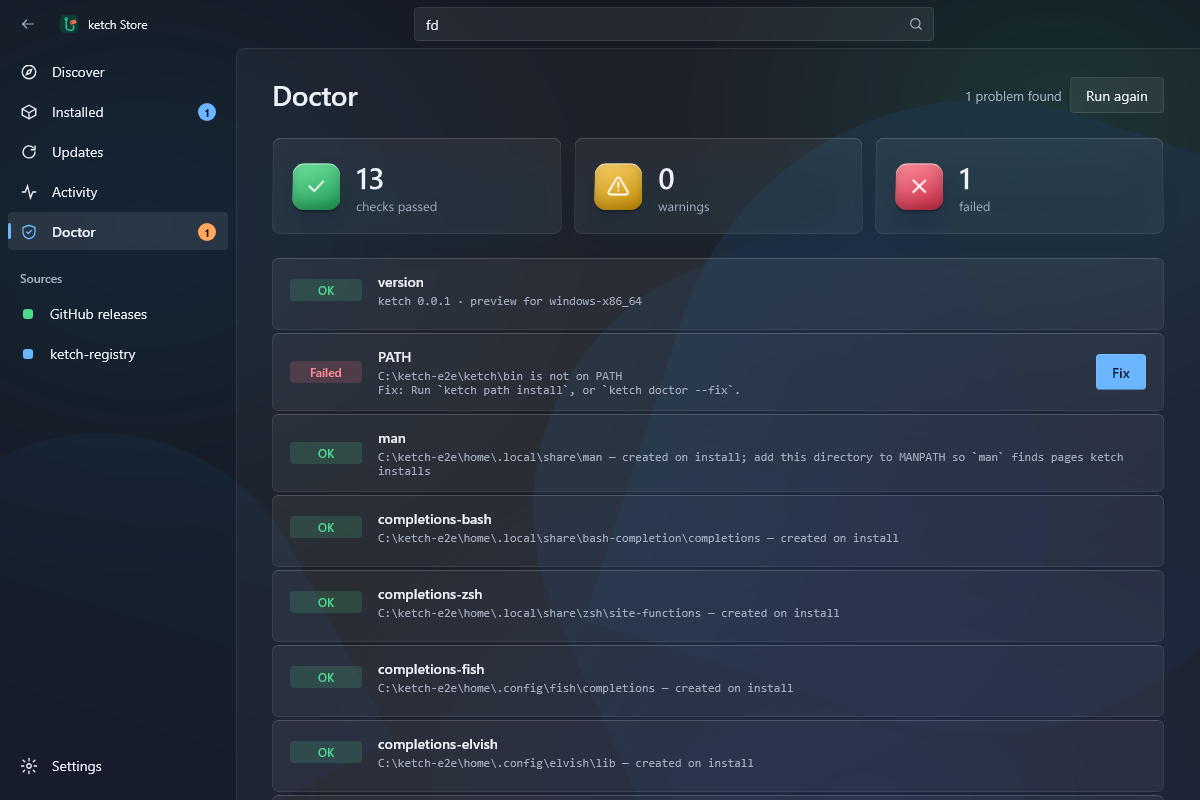 ketch Store
fd
Discover
Installed
1
Updates
Activity
Doctor
1
Sources
GitHub releases
ketch-registry
Settings
Doctor
1 problem found
Run again
13
checks passed
0
warnings
1
failed
OK
version
ketch 0.0.1 · preview for windows-x86_64
Failed
PATH
C:\ketch-e2e\ketch\bin is not on PATH
Fix: Run `ketch path install`, or `ketch doctor --fix`.
Fix
OK
man
C:\ketch-e2e\home\.local\share\man — created on install; add this directory to MANPATH so `man` finds pages ketch
installs
OK
completions-bash
C:\ketch-e2e\home\.local\share\bash-completion\completions — created on install
OK
completions-zsh
C:\ketch-e2e\home\.local\share\zsh\site-functions — created on install
OK
completions-fish
C:\ketch-e2e\home\.config\fish\completions — created on install
OK
completions-elvish
C:\ketch-e2e\home\.config\elvish\lib — created on install